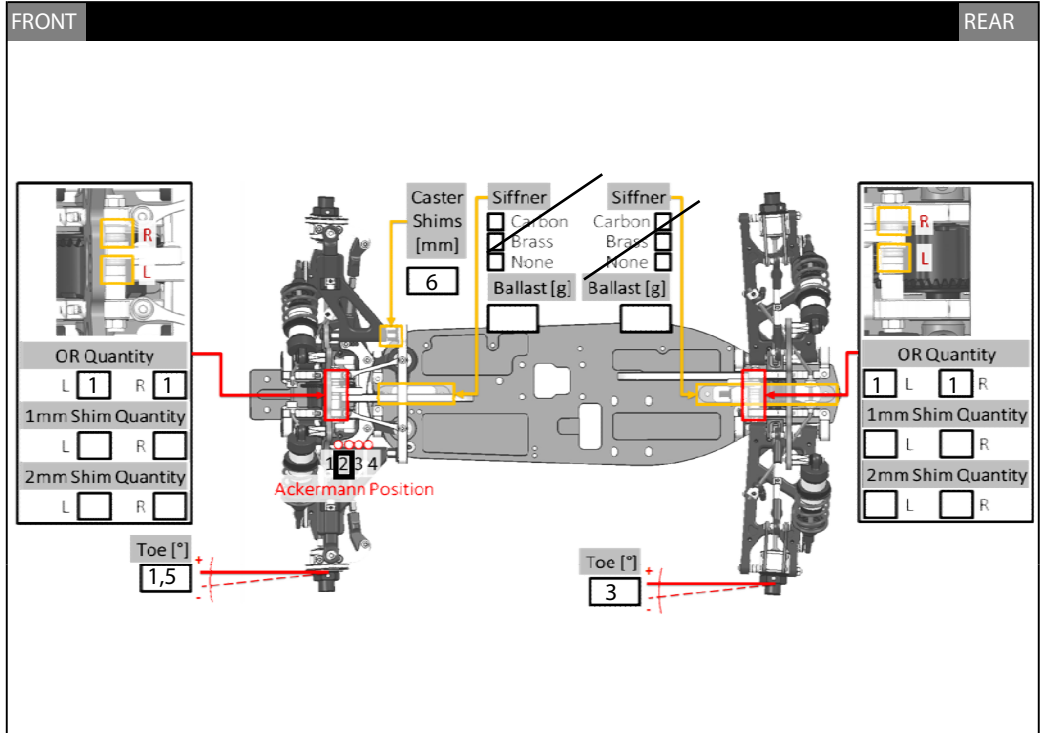 FRONT
REAR
Caster
Shims
[mm]
6
Siffner
Carbon
Brass
None
Ballast [g]
Siffner
Carbon
Brass
None
Ballast [g]
R
L
OR Quantity
L 1 R 1
1mm Shim Quantity
L R
2mm Shim Quantity
L R
R
L
OR Quantity
1 L 1 R
1mm Shim Quantity
L R
2mm Shim Quantity
L R
1 2 3 4
Ackermann Position
Toe [°]
+
1,5
-
Toe [°]
+
3
-